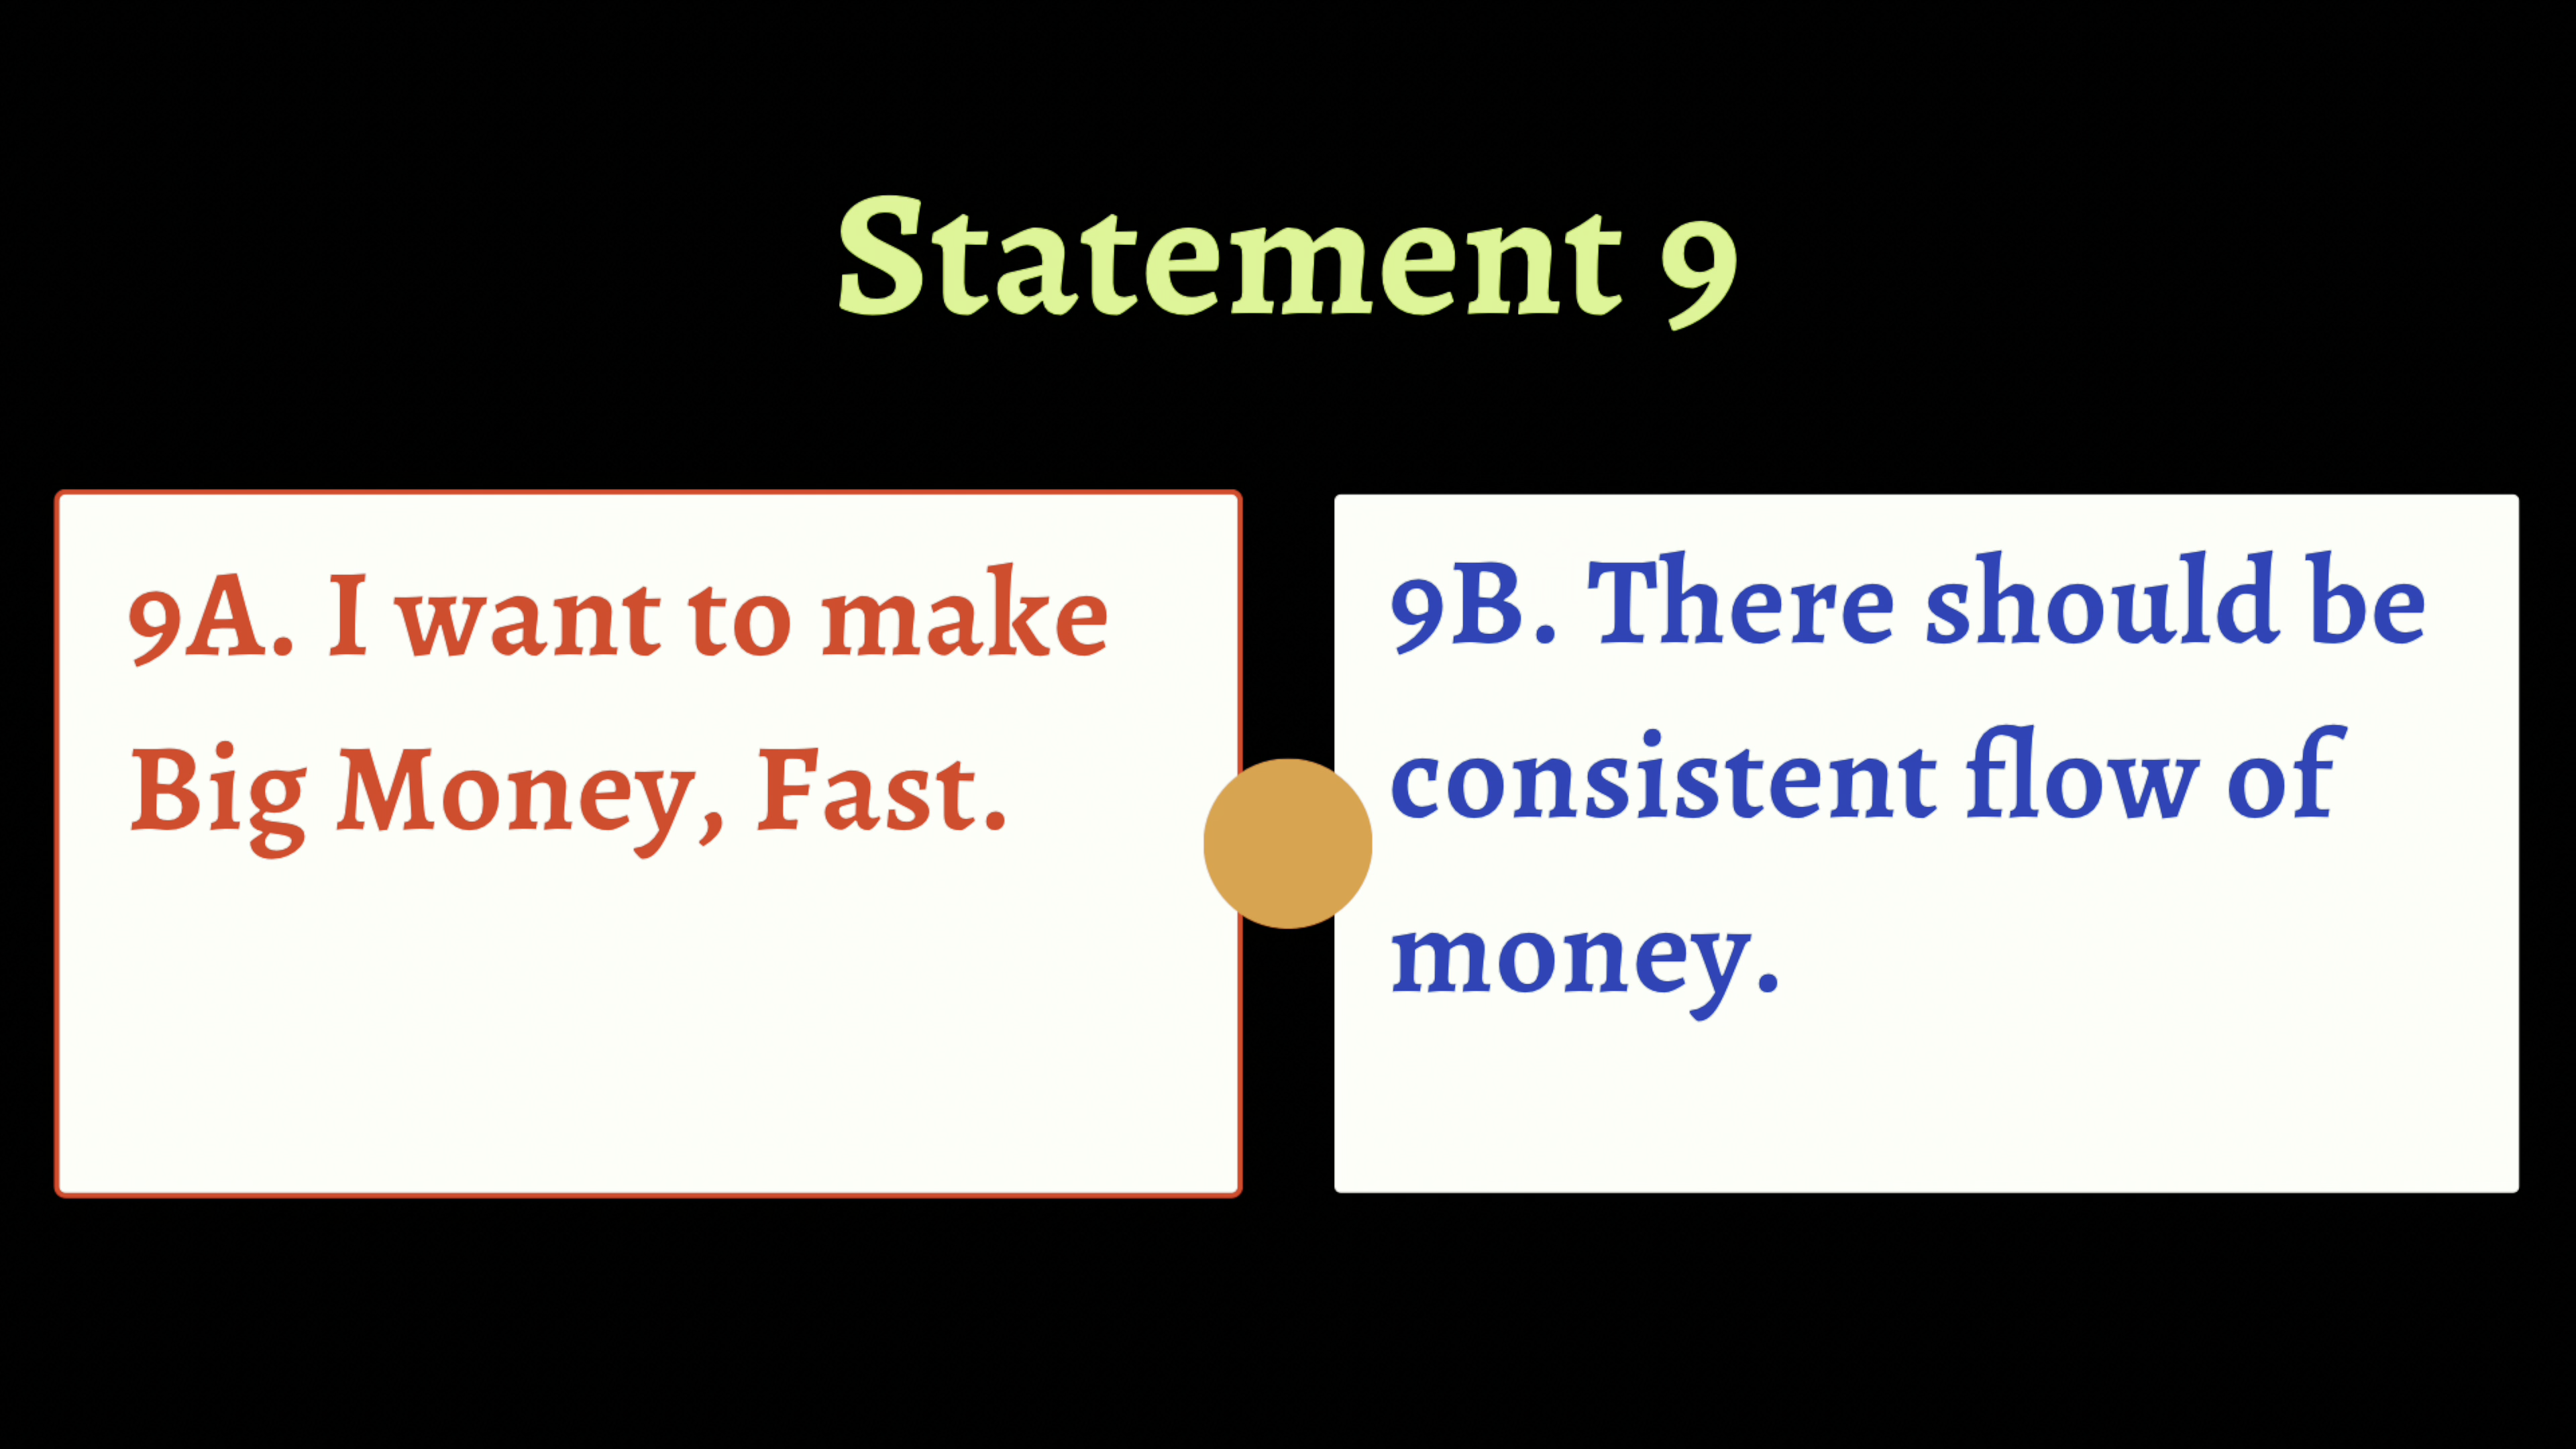 Statement 9
9A. I want to make
Big Money, Fast.
9B. There should be
consistent flow of
money.